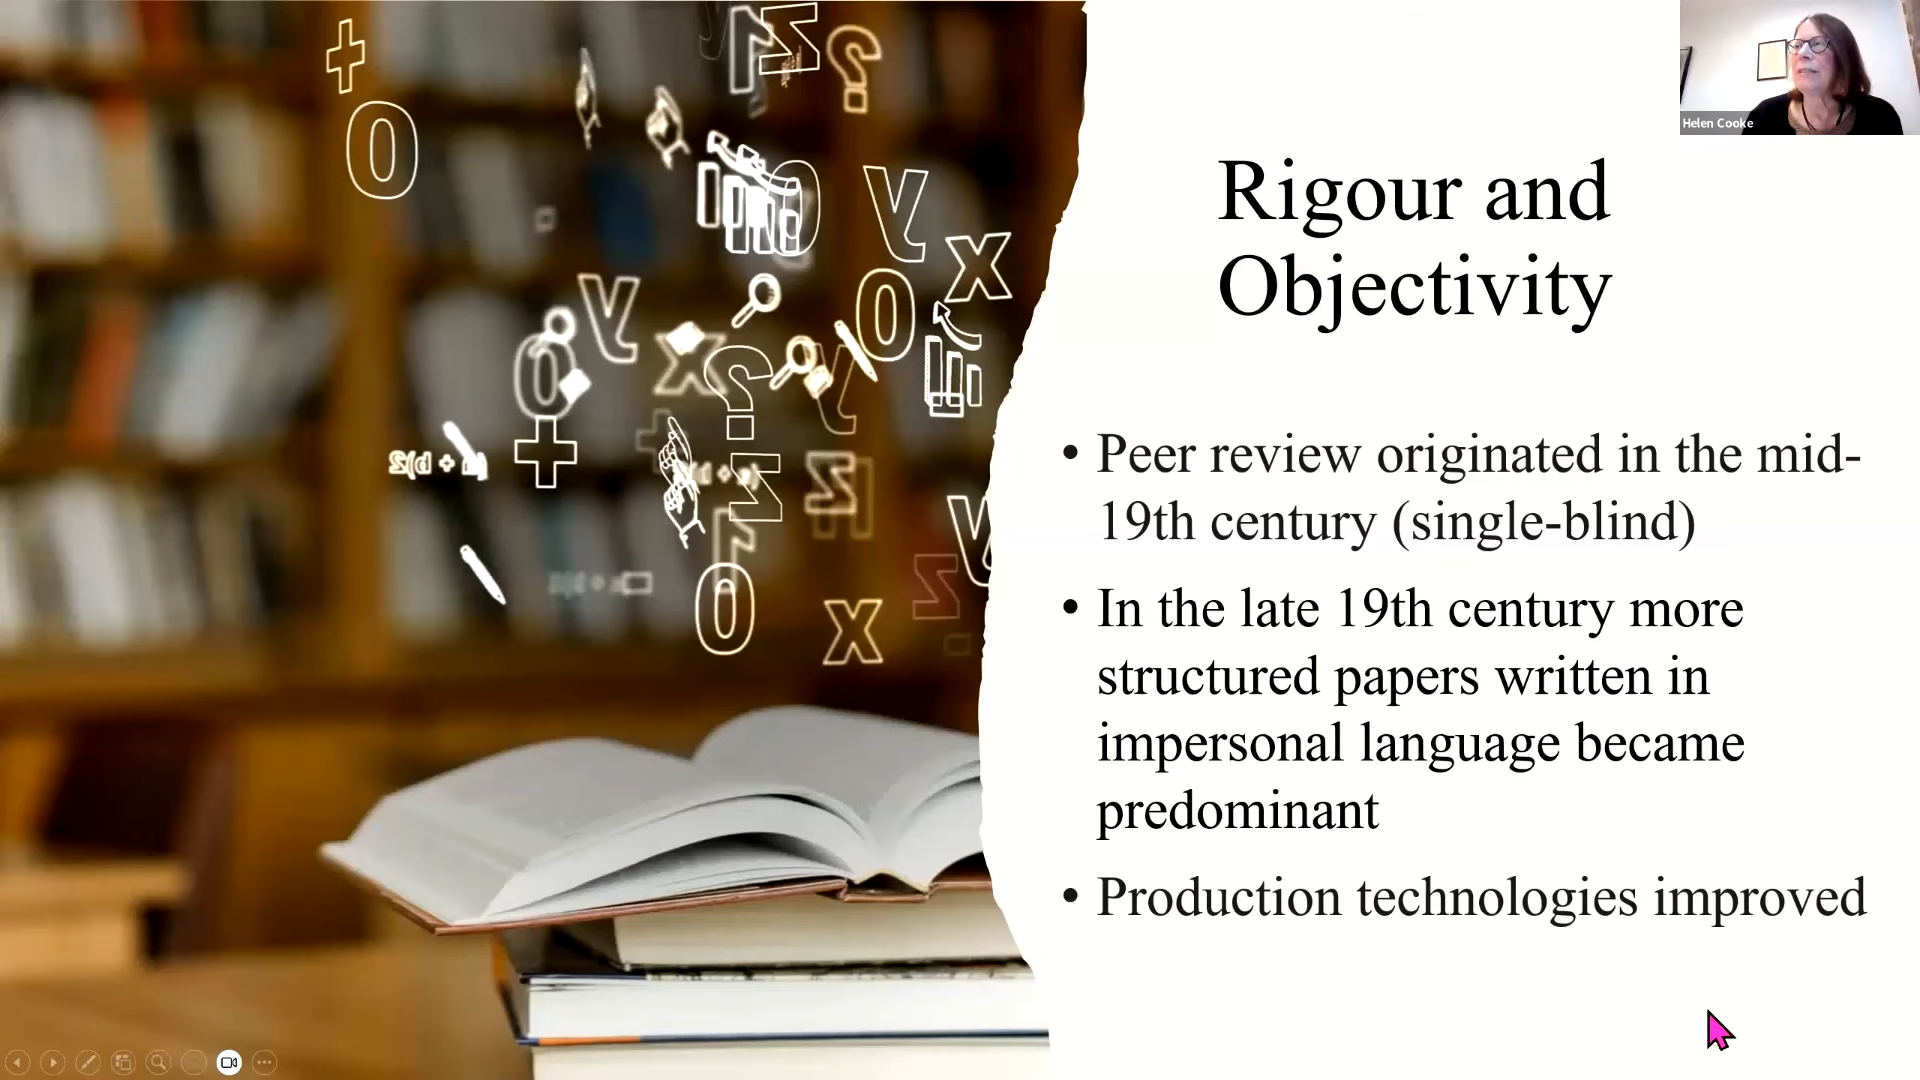 Helen Cooke
Rigour and
Objectivity
• Peer review originated in the mid-
19th century (single-blind)
• In the late 19th century more
structured papers written in
impersonal language became
predominant
• Production technologies improved